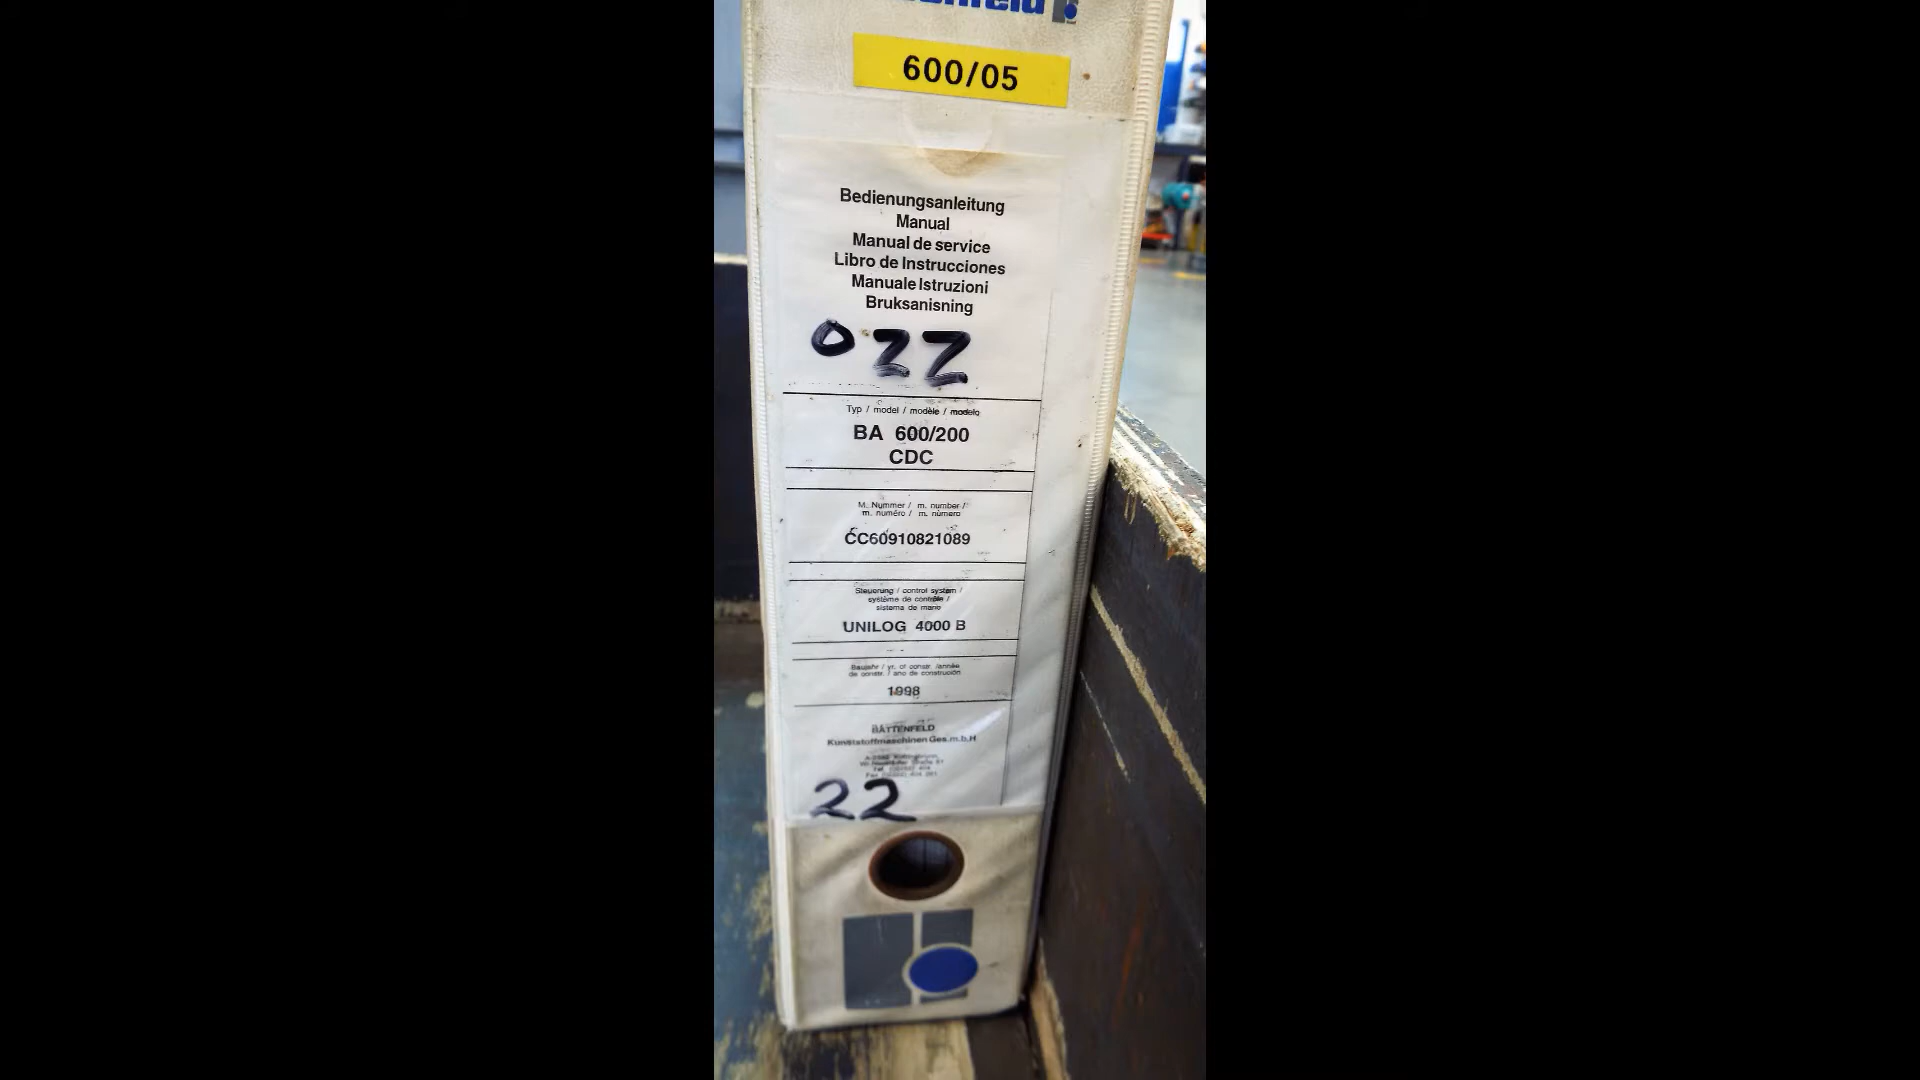 600/05
Bedienungsanleitung
Manual
Manual de service
Libro de Instrucciones
Manuale Istruzioni
Bruksanisning
022
Typ / model / modèle / modelo
BA 600/200
CDC
M. Nummer / m. number /
m. numéro / m. número
CC60910821089
Steuerung / control system /
système de contrôle /
sistema de mano
UNILOG 4000 B
Baujahr / yr. of constr. /année
de constr. / ano de construción
1998
BATTENFELD
Kunststoffmaschinen Ges.m.b.H
22